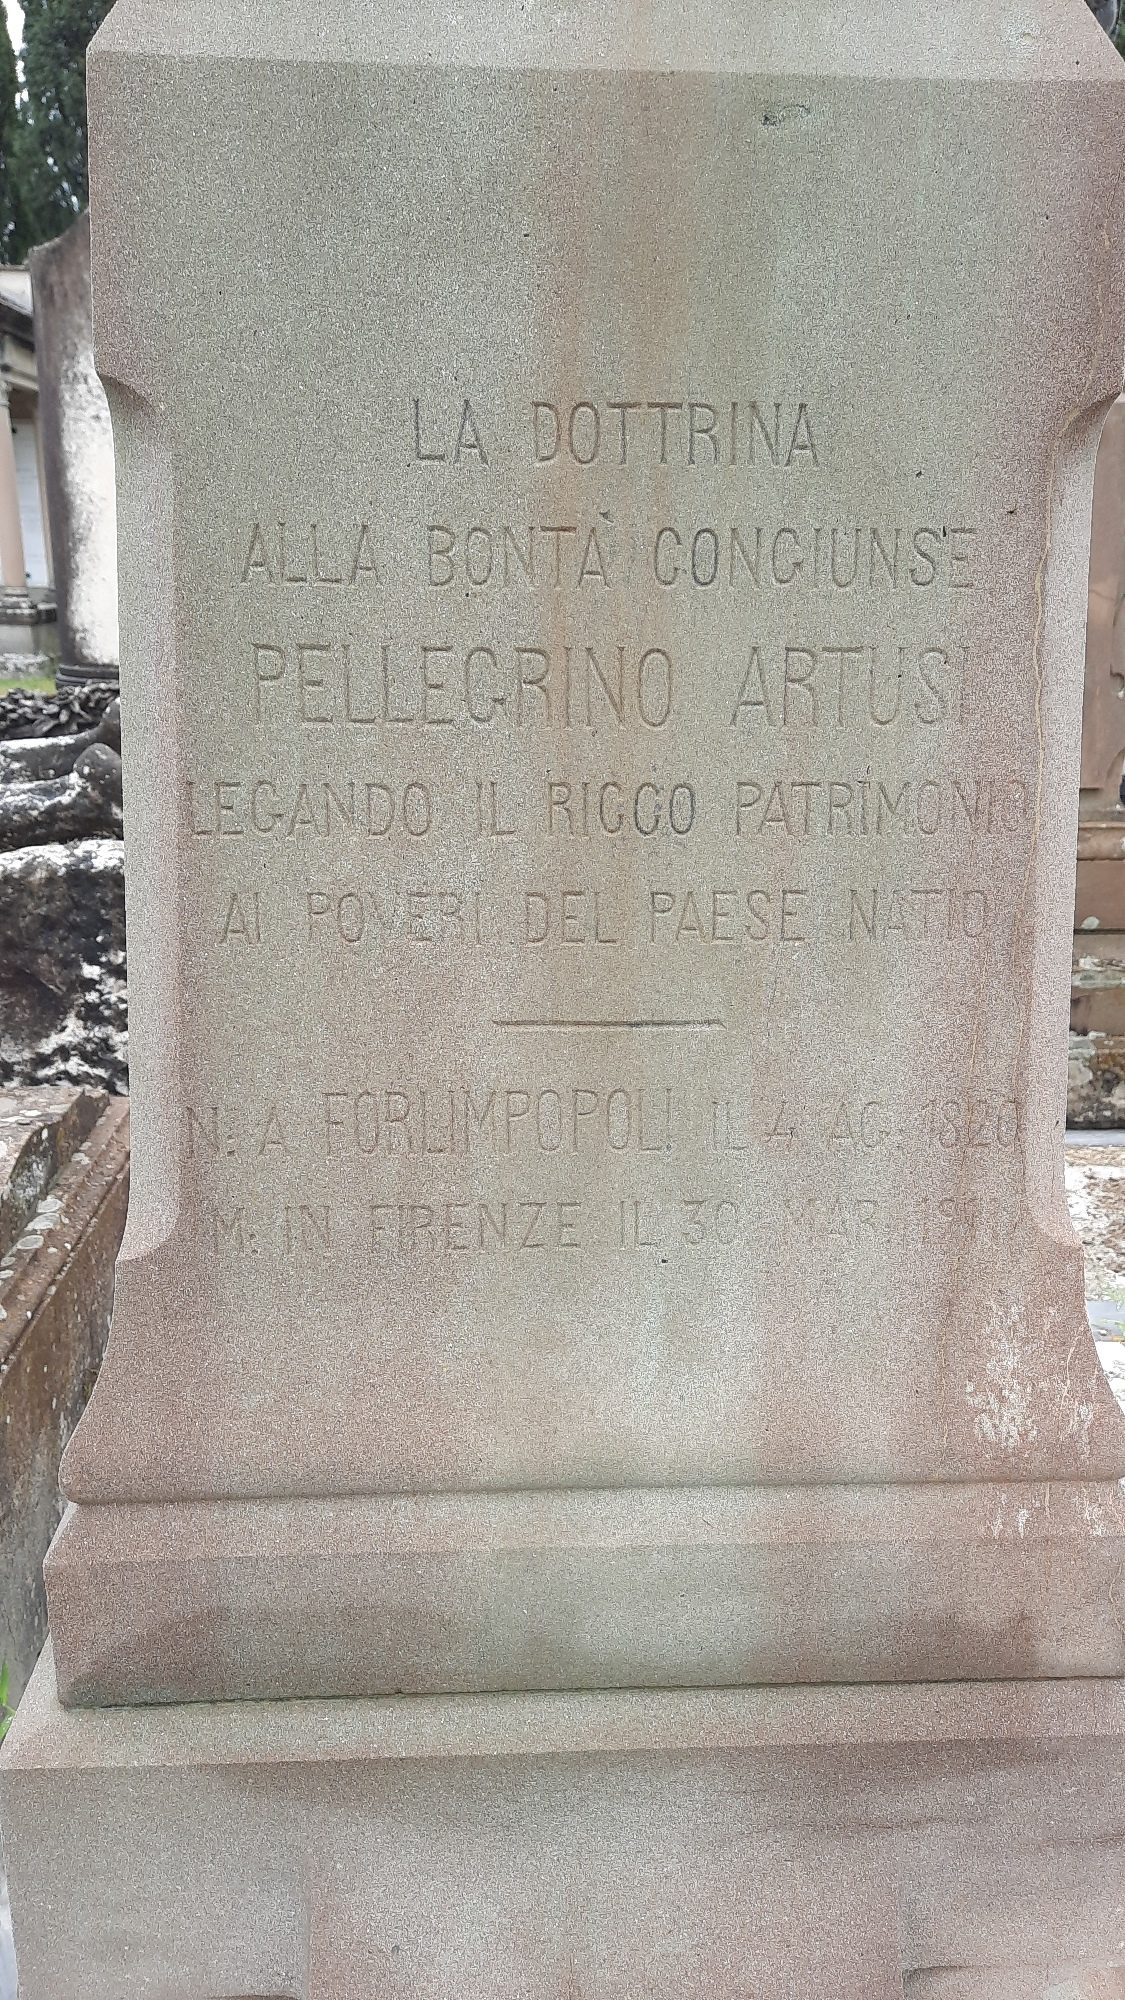 LA DOTTRINA
ALLA BONTÀ CONGIUNSE
PELLEGRINO ARTUSI
LEGANDO IL RICCO PATRIMONIO
AI POVERI DEL PAESE NATIO
N. A FORLIMPOPOLI IL 4 AG. 1820
M. IN FIRENZE IL 30 MAR.